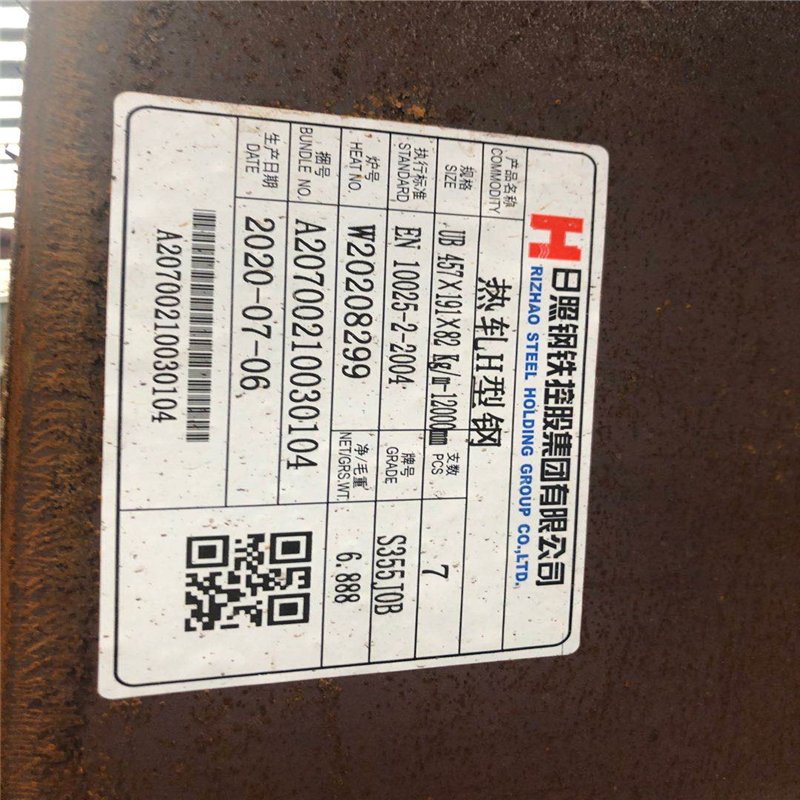 日照钢铁控股集团有限公司
RIZHAO STEEL HOLDING GROUP CO.,LTD.
产品名称
COMMODITY
热轧H型钢
规格
SIZE
UB 457X191X82 Kg/m-12000mm
支数
PCS
7
执行标准
STANDARD
EN 10025-2-2004
牌号
GRADE
S355J0B
炉号
HEAT NO.
W20208299
净/毛重
NET/GRS.WT.
6.888
捆号
BUNDLE NO.
A20700210030104
生产日期
DATE
2020-07-06
A20700210030104